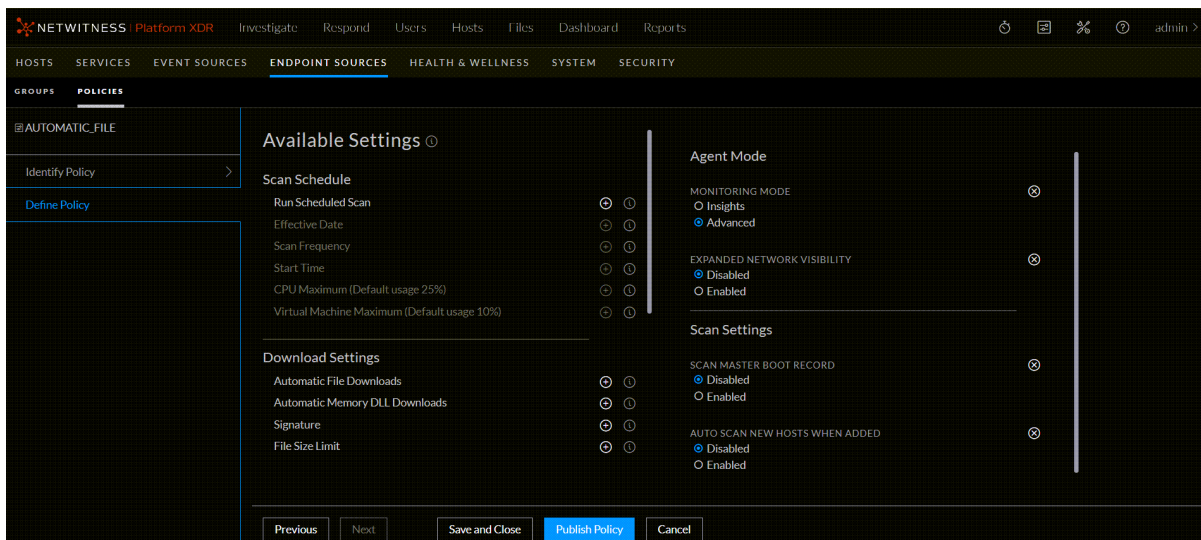 NETWITNESS Platform XDR Investigate Respond Users Hosts Files Dashboard Reports admin >
HOSTS SERVICES EVENT SOURCES ENDPOINT SOURCES HEALTH & WELLNESS SYSTEM SECURITY
GROUPS POLICIES
AUTOMATIC_FILE
Identify Policy
Define Policy
Available Settings
Scan Schedule
Run Scheduled Scan
Effective Date
Scan Frequency
Start Time
CPU Maximum (Default usage 25%)
Virtual Machine Maximum (Default usage 10%)
Download Settings
Automatic File Downloads
Automatic Memory DLL Downloads
Signature
File Size Limit
Agent Mode
MONITORING MODE
Insights
Advanced
EXPANDED NETWORK VISIBILITY
Disabled
Enabled
Scan Settings
SCAN MASTER BOOT RECORD
Disabled
Enabled
AUTO SCAN NEW HOSTS WHEN ADDED
Disabled
Enabled
Previous Next Save and Close Publish Policy Cancel